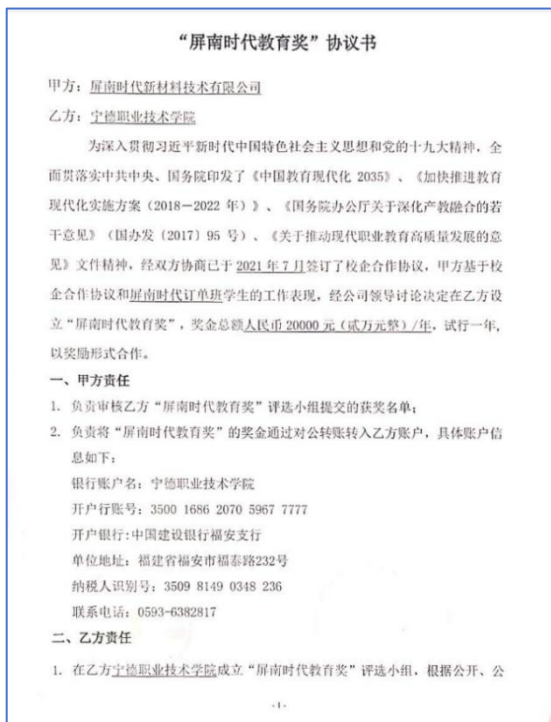 “屏南时代教育奖”协议书
甲方：屏南时代新材料技术有限公司
乙方：宁德职业技术学院
为深入贯彻习近平新时代中国特色社会主义思想和党的十九大精神，全
面贯落实中共中央、国务院印发了《中国教育现代化 2035》、《加快推进教育
现代化实施方案（2018－2022 年）》、《国务院办公厅关于深化产教融合的若
干意见》（国办发〔2017〕95 号）、《关于推动现代职业教育高质量发展的意
见》文件精神，经双方协商已于 2021 年 7 月签订了校企合作协议，甲方基于校
企合作协议和屏南时代订单班学生的工作表现，经公司领导讨论决定在乙方设
立“屏南时代教育奖”，奖金总额人民币 20000 元（贰万元整）/年，试行一年，
以奖励形式合作。
一、甲方责任
1. 负责审核乙方“屏南时代教育奖”评选小组提交的获奖名单；
2. 负责将“屏南时代教育奖”的奖金通过对公转账转入乙方账户，具体账户信
息如下：
银行账户名：宁德职业技术学院
开户行账号：3500 1686 2070 5967 7777
开户银行:中国建设银行福安支行
单位地址：福建省福安市福泰路232号
纳税人识别号：3509 8149 0348 236
联系电话：0593-6382817
二、乙方责任
1. 在乙方宁德职业技术学院成立“屏南时代教育奖”评选小组，根据公开、公
-1-